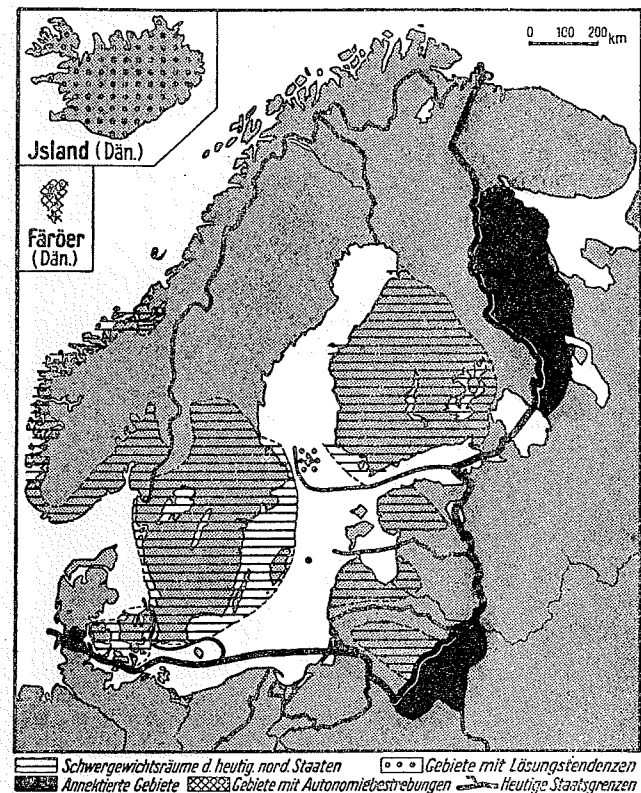 0 100 200 km
Jsland (Dän.)
Färöer
(Dän.)
Schwergewichtsräume d. heutig. nord. Staaten
Gebiete mit Lösungstendenzen
Annektierte Gebiete
Gebiete mit Autonomiebestrebungen
Heutige Staatsgrenzen